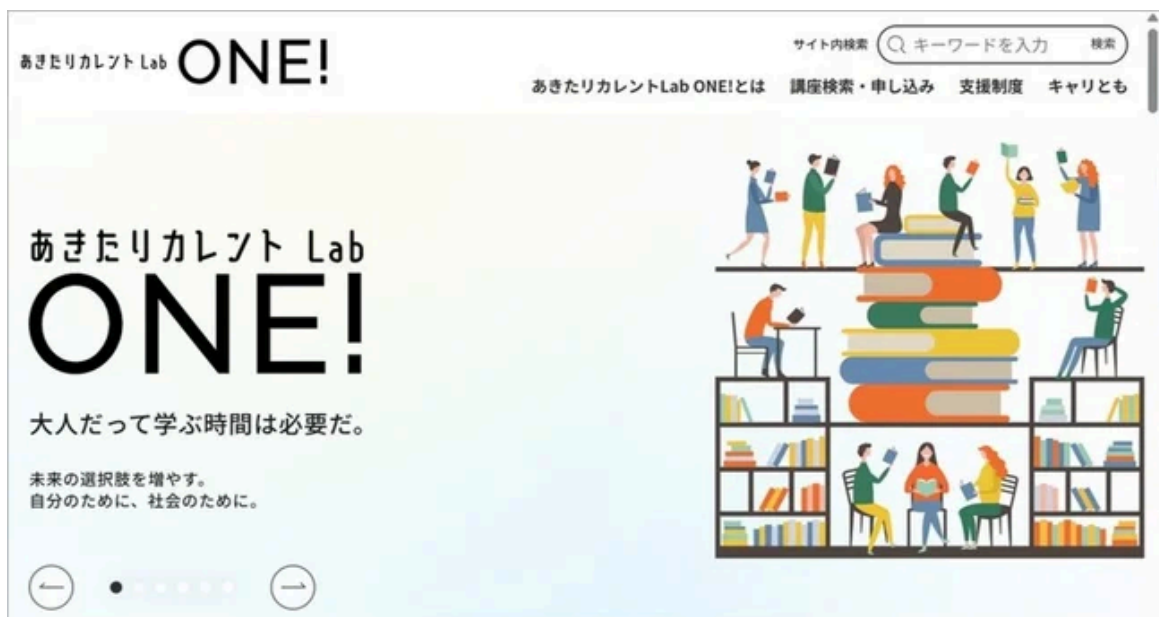 あきたリカレント Lab ONE!
サイト内検索 キーワードを入力 検索
あきたリカレントLab ONE!とは 講座検索・申し込み 支援制度 キャリとも
あきたリカレント Lab
ONE!
大人だって学ぶ時間は必要だ。
未来の選択肢を増やす。
自分のために、社会のために。